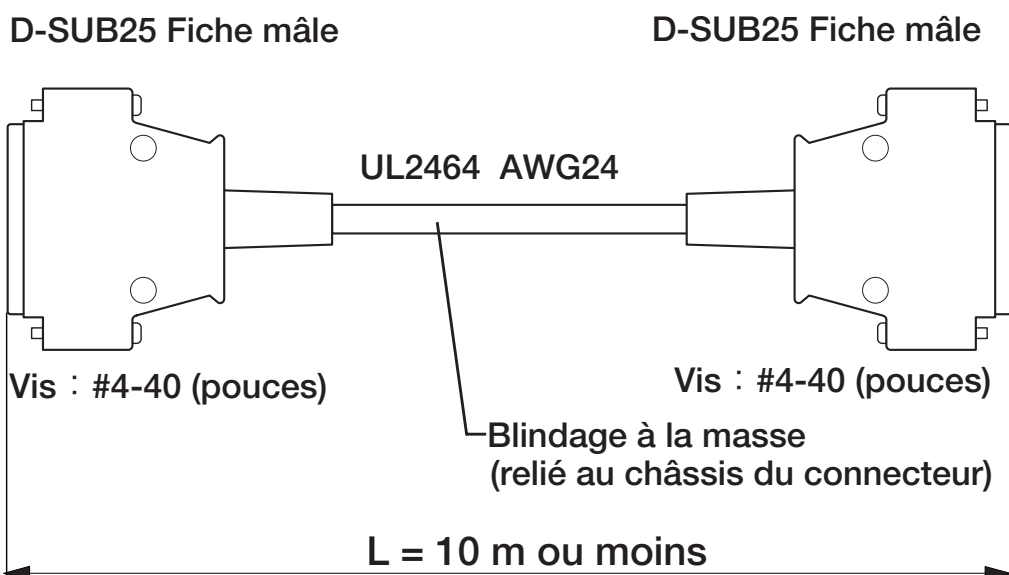 D-SUB25 Fiche mâle
D-SUB25 Fiche mâle
UL2464 AWG24
Vis : #4-40 (pouces)
Vis : #4-40 (pouces)
Blindage à la masse
(relié au châssis du connecteur)
L = 10 m ou moins